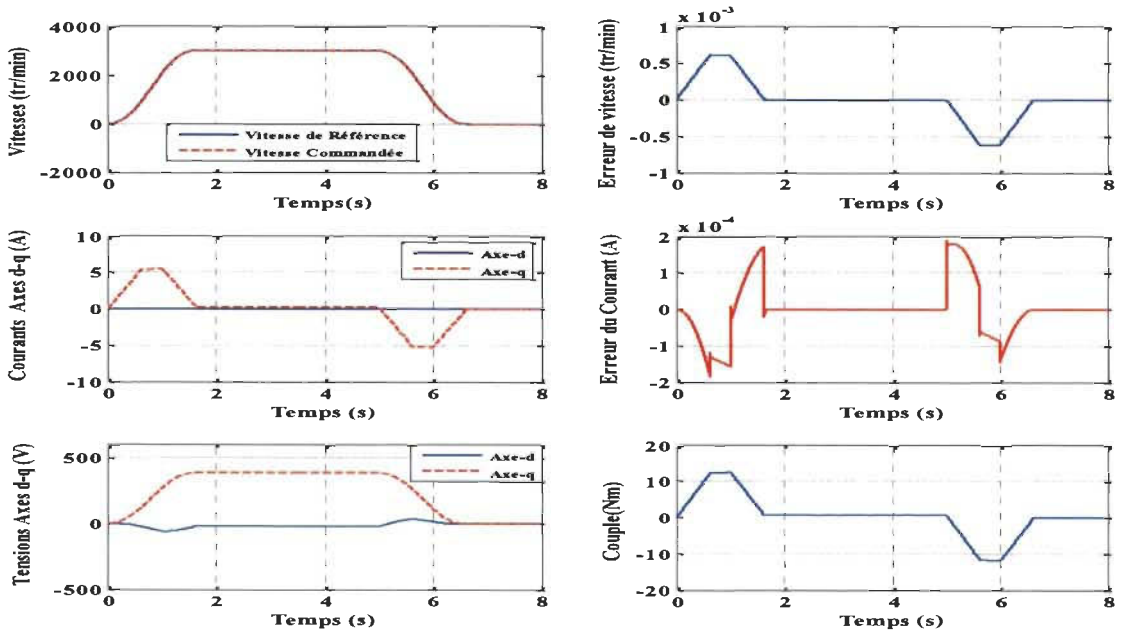 Vitesses (tr/min)
4000
2000
0
-2000
Vitesse de Référence
Vitesse Commandée
0 2 4 6 8
Temps(s)
x 10⁻³
Erreur de vitesse (tr/min)
1
0.5
0
-0.5
-1
0 2 4 6 8
Temps (s)
Courants Axes d-q (A)
10
5
0
-5
-10
Axe-d
Axe-q
0 2 4 6 8
Temps (s)
x 10⁻⁴
Erreur du Courant (A)
2
1
0
-1
-2
0 2 4 6 8
Temps (s)
Tensions Axes d-q (V)
500
0
-500
Axe-d
Axe-q
0 2 4 6 8
Temps (s)
Couple(Nm)
20
10
0
-10
-20
0 2 4 6 8
Temps (s)